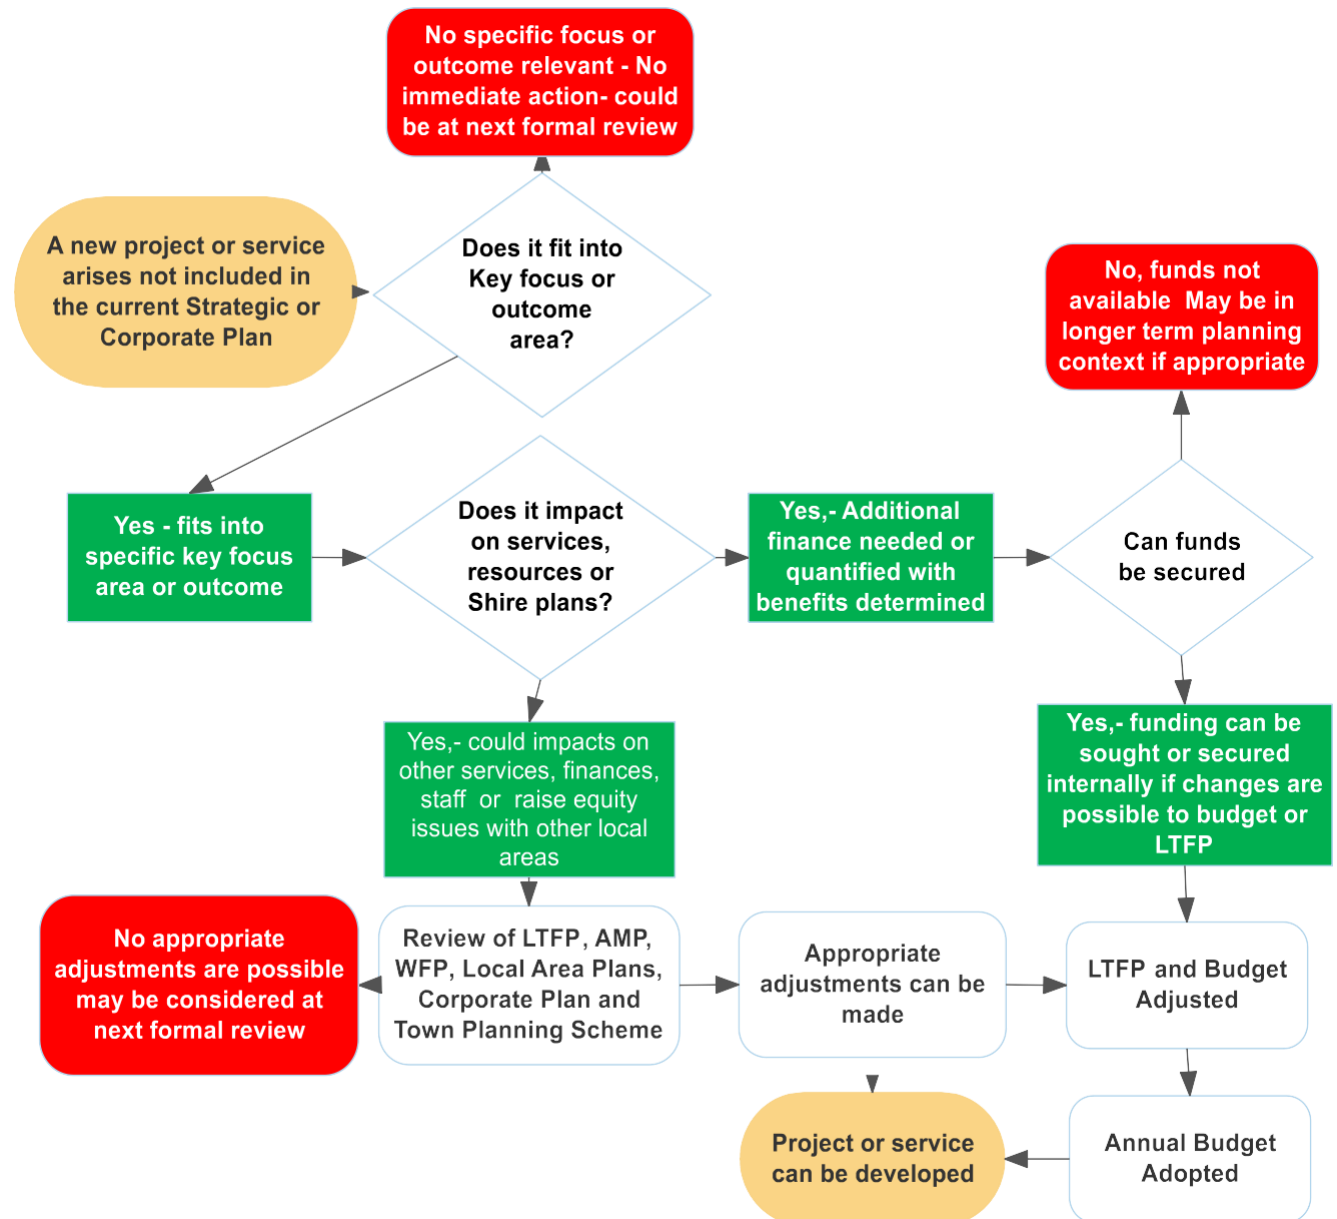 No specific focus or
outcome relevant - No
immediate action- could
be at next formal review
A new project or service
arises not included in
the current Strategic or
Corporate Plan
Does it fit into
Key focus or
outcome
area?
No, funds not
available  May be in
longer term planning
context if appropriate
Yes - fits into
specific key focus
area or outcome
Does it impact
on services,
resources or
Shire plans?
Yes,- Additional
finance needed or
quantified with
benefits determined
Can funds
be secured
Yes,- could impacts on
other services, finances,
staff  or  raise equity
issues with other local
areas
Yes,- funding can be
sought or secured
internally if changes are
possible to budget or
LTFP
No appropriate
adjustments are possible
may be considered at
next formal review
Review of LTFP, AMP,
WFP, Local Area Plans,
Corporate Plan and
Town Planning Scheme
Appropriate
adjustments can be
made
LTFP and Budget
Adjusted
Project or service
can be developed
Annual Budget
Adopted